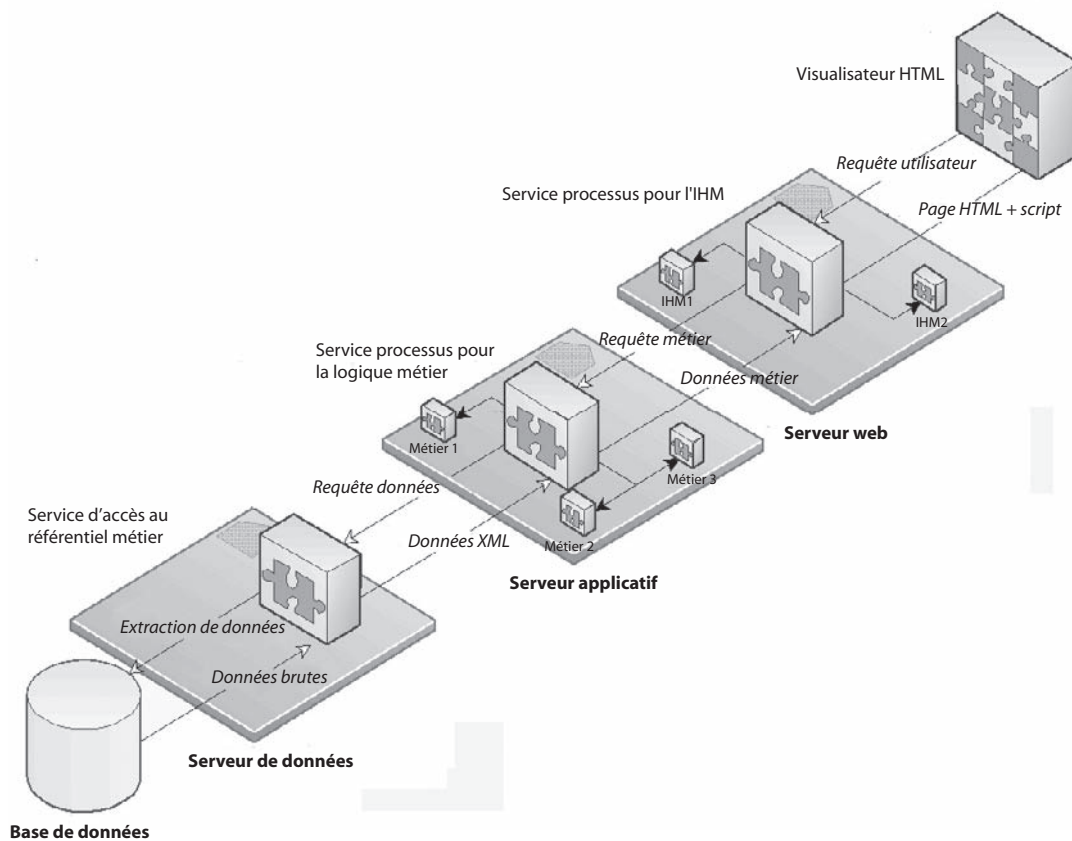 Visualisateur HTML
Requête utilisateur
Service processus pour l'IHM
Page HTML + script
IHM1
IHM2
Requête métier
Service processus pour
la logique métier
Données métier
Serveur web
Métier 1
Métier 3
Requête données
Service d’accès au
référentiel métier
Données XML
Métier 2
Serveur applicatif
Extraction de données
Données brutes
Serveur de données
Base de données